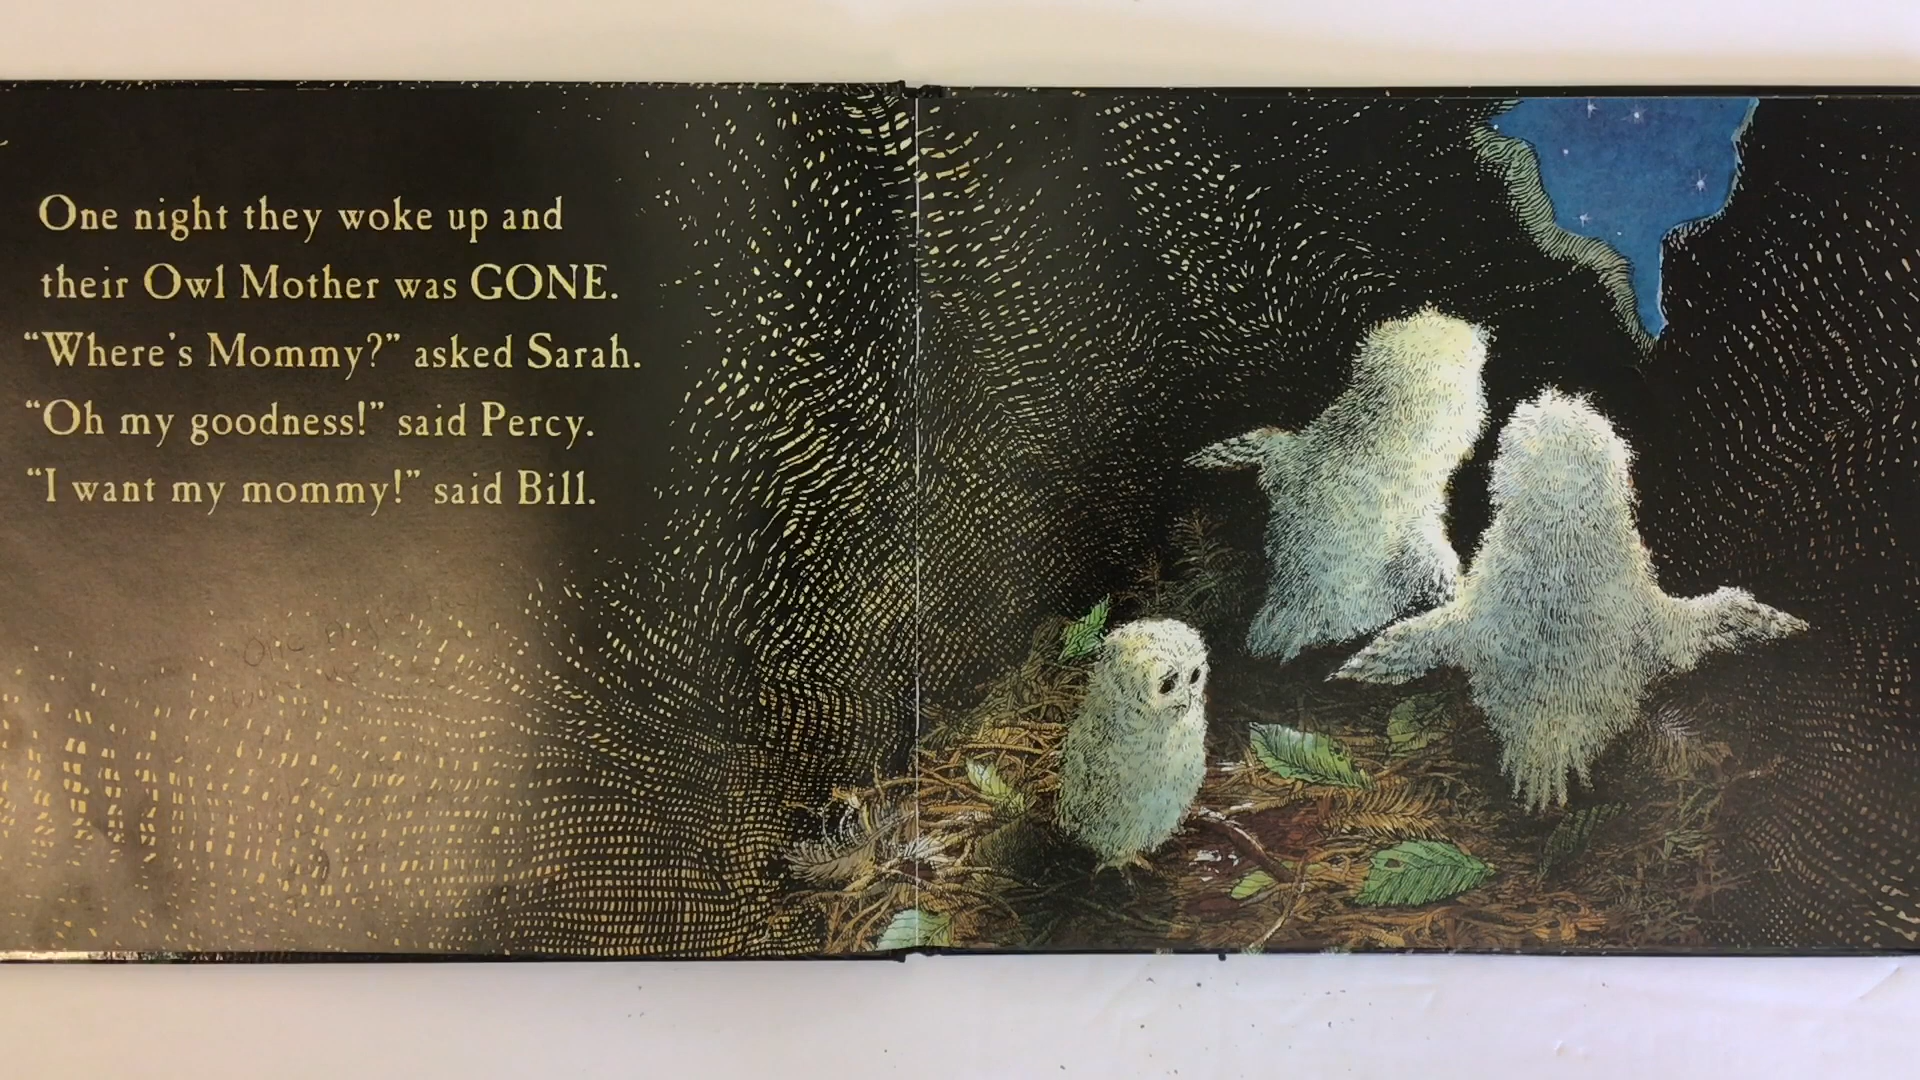 One night they woke up and
their Owl Mother was GONE.
“Where's Mommy?” asked Sarah.
“Oh my goodness!” said Percy.
“I want my mommy!” said Bill.